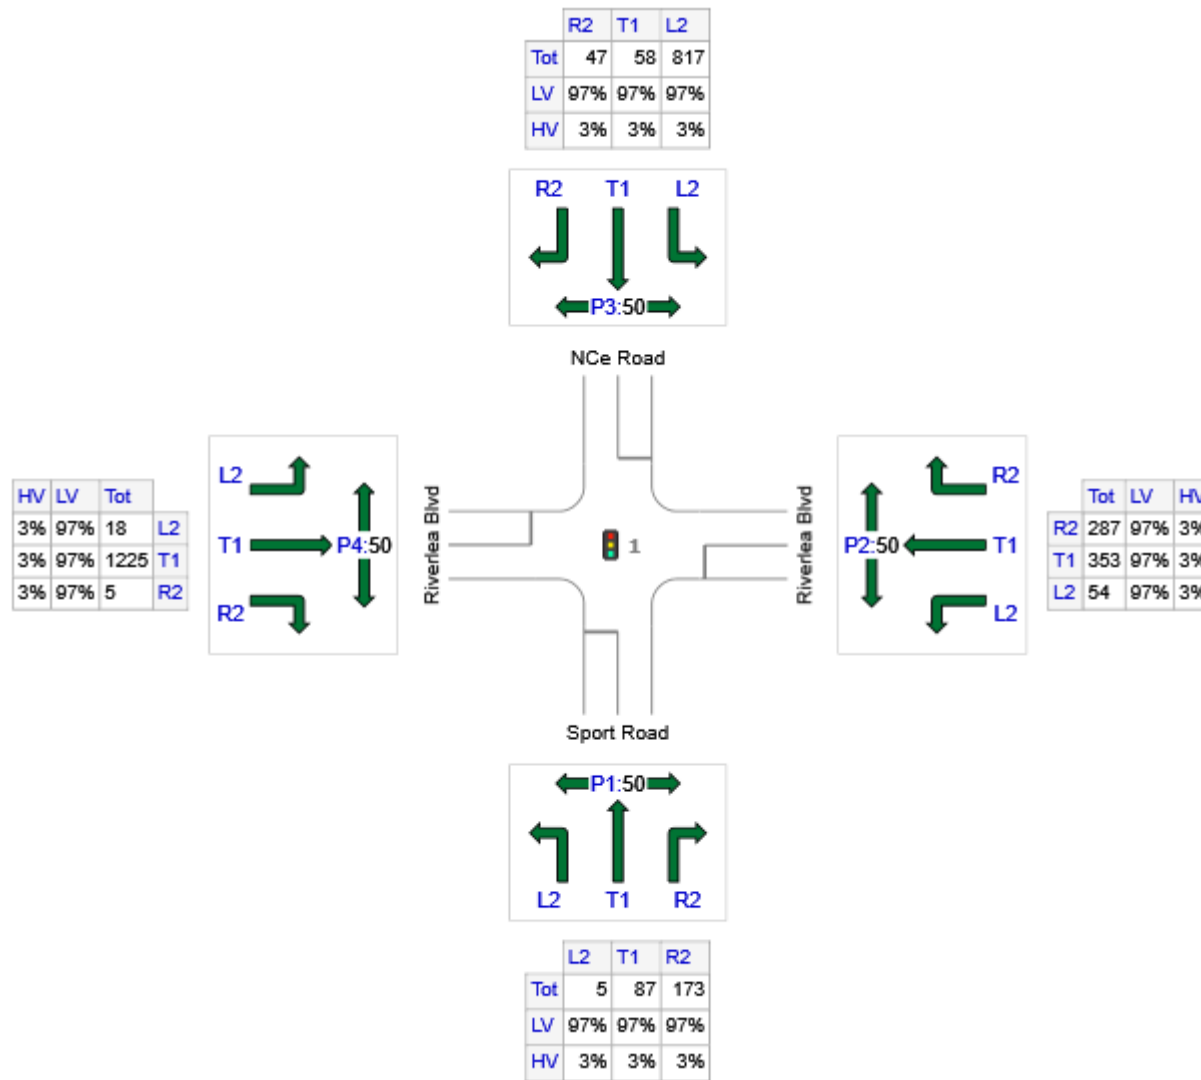 R2 T1 L2
Tot 47 58 817
LV 97% 97% 97%
HV 3% 3% 3%
R2 T1 L2
P3:50
NCe Road
HV LV Tot
3% 97% 18 L2
3% 97% 1225 T1
3% 97% 5 R2
L2
T1 P4:50
R2
Riverlea Blvd
1
Riverlea Blvd
R2
P2:50 T1
L2
Tot LV HV
R2 287 97% 3%
T1 353 97% 3%
L2 54 97% 3%
Sport Road
P1:50
L2 T1 R2
L2 T1 R2
Tot 5 87 173
LV 97% 97% 97%
HV 3% 3% 3%